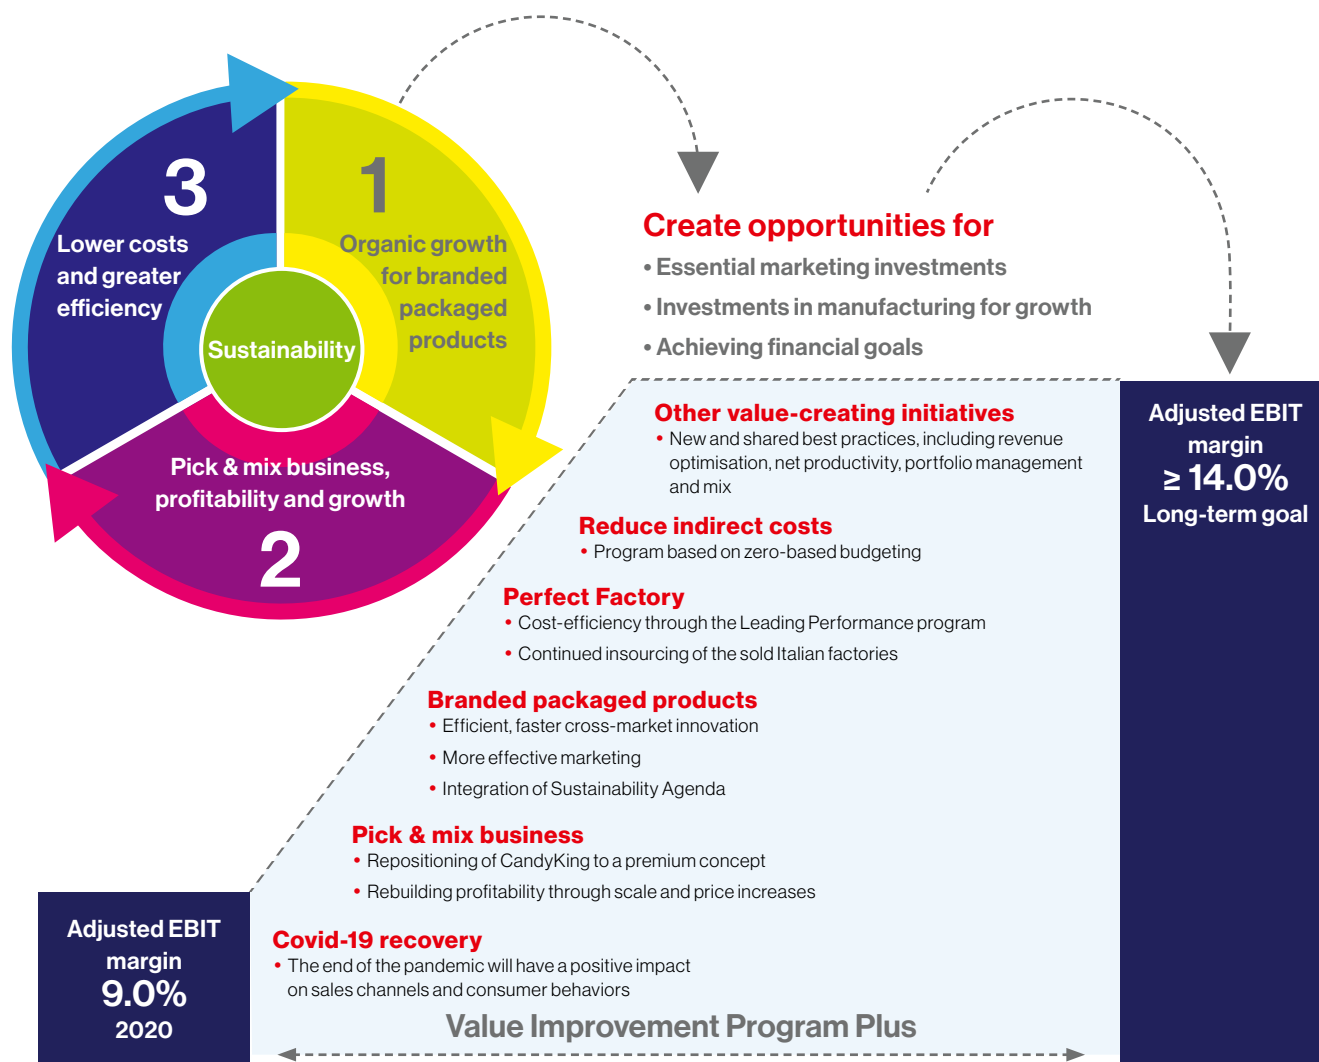 3
Lower costs
and greater
efficiency
1
Organic growth
for branded
packaged
products
Sustainability
Pick & mix business,
profitability and growth
2
Create opportunities for
• Essential marketing investments
• Investments in manufacturing for growth
• Achieving financial goals
Other value-creating initiatives
• New and shared best practices, including revenue
optimisation, net productivity, portfolio management
and mix
Reduce indirect costs
• Program based on zero-based budgeting
Perfect Factory
• Cost-efficiency through the Leading Performance program
• Continued insourcing of the sold Italian factories
Branded packaged products
• Efficient, faster cross-market innovation
• More effective marketing
• Integration of Sustainability Agenda
Pick & mix business
• Repositioning of CandyKing to a premium concept
• Rebuilding profitability through scale and price increases
Covid-19 recovery
• The end of the pandemic will have a positive impact
on sales channels and consumer behaviors
Value Improvement Program Plus
Adjusted EBIT
margin
9.0%
2020
Adjusted EBIT
margin
≥ 14.0%
Long-term goal